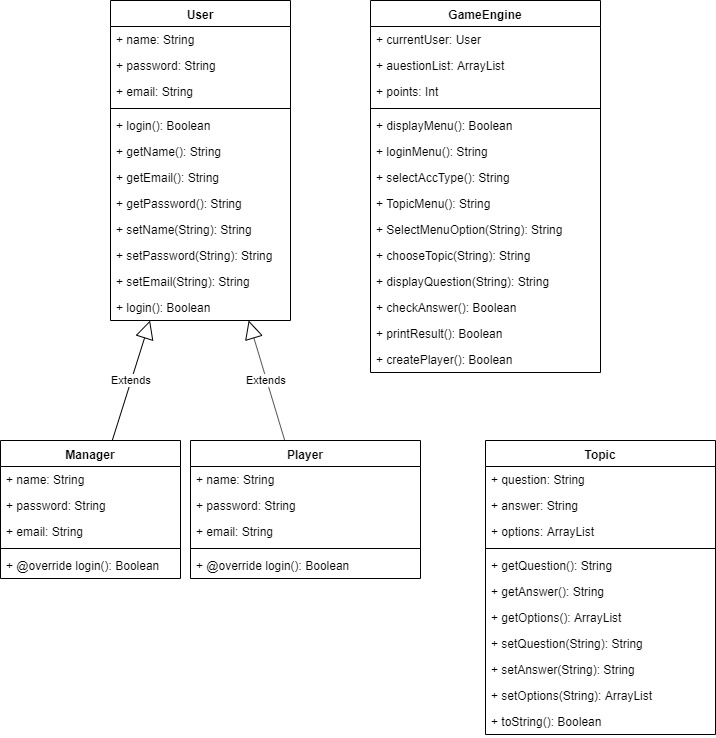 User
+ name: String
+ password: String
+ email: String
+ login(): Boolean
+ getName(): String
+ getEmail(): String
+ getPassword(): String
+ setName(String): String
+ setPassword(String): String
+ setEmail(String): String
+ login(): Boolean
GameEngine
+ currentUser: User
+ auestionList: ArrayList
+ points: Int
+ displayMenu(): Boolean
+ loginMenu(): String
+ selectAccType(): String
+ TopicMenu(): String
+ SelectMenuOption(String): String
+ chooseTopic(String): String
+ displayQuestion(String): String
+ checkAnswer(): Boolean
+ printResult(): Boolean
+ createPlayer(): Boolean
Extends
Extends
Manager
+ name: String
+ password: String
+ email: String
+ @override login(): Boolean
Player
+ name: String
+ password: String
+ email: String
+ @override login(): Boolean
Topic
+ question: String
+ answer: String
+ options: ArrayList
+ getQuestion(): String
+ getAnswer(): String
+ getOptions(): ArrayList
+ setQuestion(String): String
+ setAnswer(String): String
+ setOptions(String): ArrayList
+ toString(): Boolean